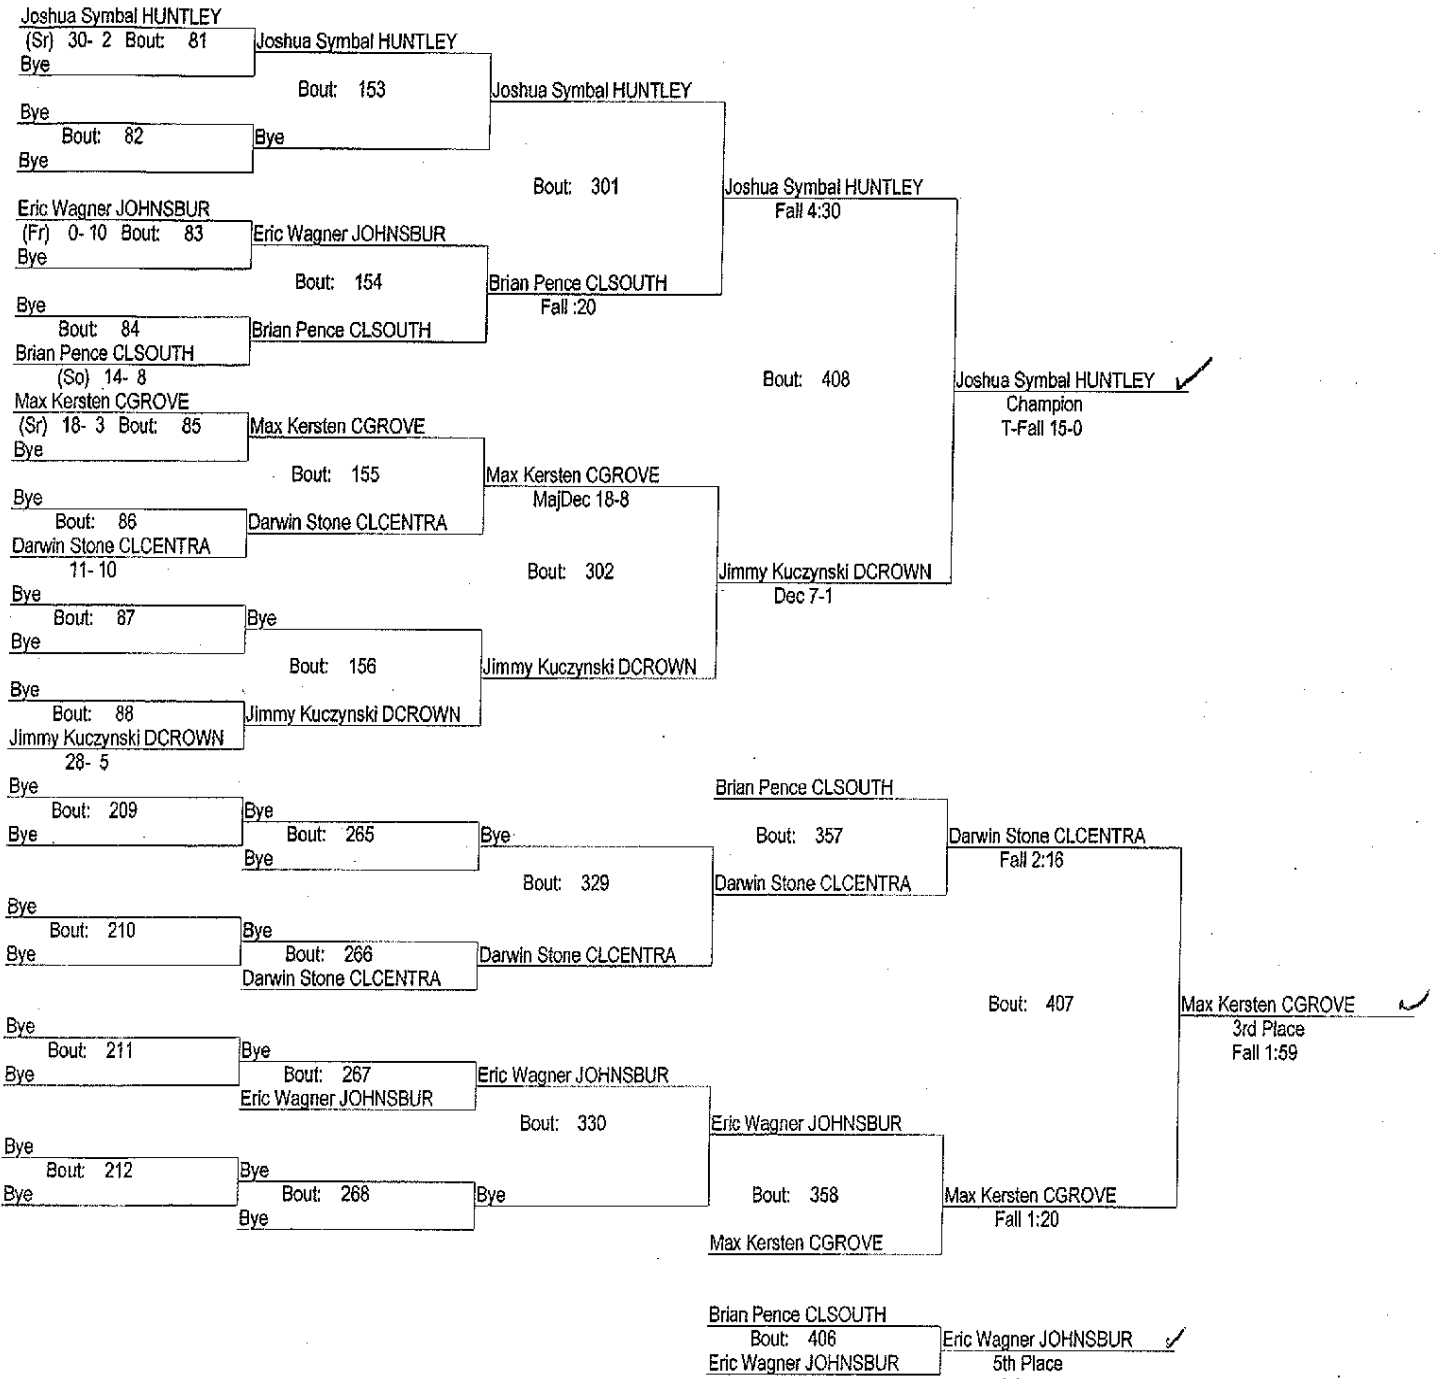 Joshua Symbal HUNTLEY
(Sr) 30- 2 Bout: 81
Bye
Joshua Symbal HUNTLEY
Bout: 153
Bye
Bout: 82
Bye
Bye
Joshua Symbal HUNTLEY
Bout: 301
Eric Wagner JOHNSBUR
(Fr) 0- 10 Bout: 83
Bye
Eric Wagner JOHNSBUR
Bout: 154
Bye
Bout: 84
Brian Pence CLSOUTH
(So) 14- 8
Brian Pence CLSOUTH
Brian Pence CLSOUTH
Fall :20
Joshua Symbal HUNTLEY
Fall 4:30
Bout: 408
Max Kersten CGROVE
(Sr) 18- 3 Bout: 85
Bye
Max Kersten CGROVE
Bout: 155
Bye
Bout: 86
Darwin Stone CLCENTRA
11- 10
Darwin Stone CLCENTRA
Max Kersten CGROVE
MajDec 18-8
Bout: 302
Bye
Bout: 87
Bye
Bye
Bout: 156
Bye
Bout: 88
Jimmy Kuczynski DCROWN
28- 5
Jimmy Kuczynski DCROWN
Jimmy Kuczynski DCROWN
Jimmy Kuczynski DCROWN
Dec 7-1
Joshua Symbal HUNTLEY
Champion
T-Fall 15-0
Bye
Bout: 209
Bye
Bye
Bout: 265
Bye
Bye
Bout: 329
Bye
Bout: 210
Bye
Bye
Bout: 266
Darwin Stone CLCENTRA
Darwin Stone CLCENTRA
Brian Pence CLSOUTH
Bout: 357
Darwin Stone CLCENTRA
Darwin Stone CLCENTRA
Fall 2:16
Bout: 407
Bye
Bout: 211
Bye
Bye
Bout: 267
Eric Wagner JOHNSBUR
Eric Wagner JOHNSBUR
Bout: 330
Bye
Bout: 212
Bye
Bye
Bout: 268
Bye
Bye
Eric Wagner JOHNSBUR
Bout: 358
Max Kersten CGROVE
Max Kersten CGROVE
Fall 1:20
Max Kersten CGROVE
3rd Place
Fall 1:59
Brian Pence CLSOUTH
Bout: 406
Eric Wagner JOHNSBUR
Eric Wagner JOHNSBUR
5th Place